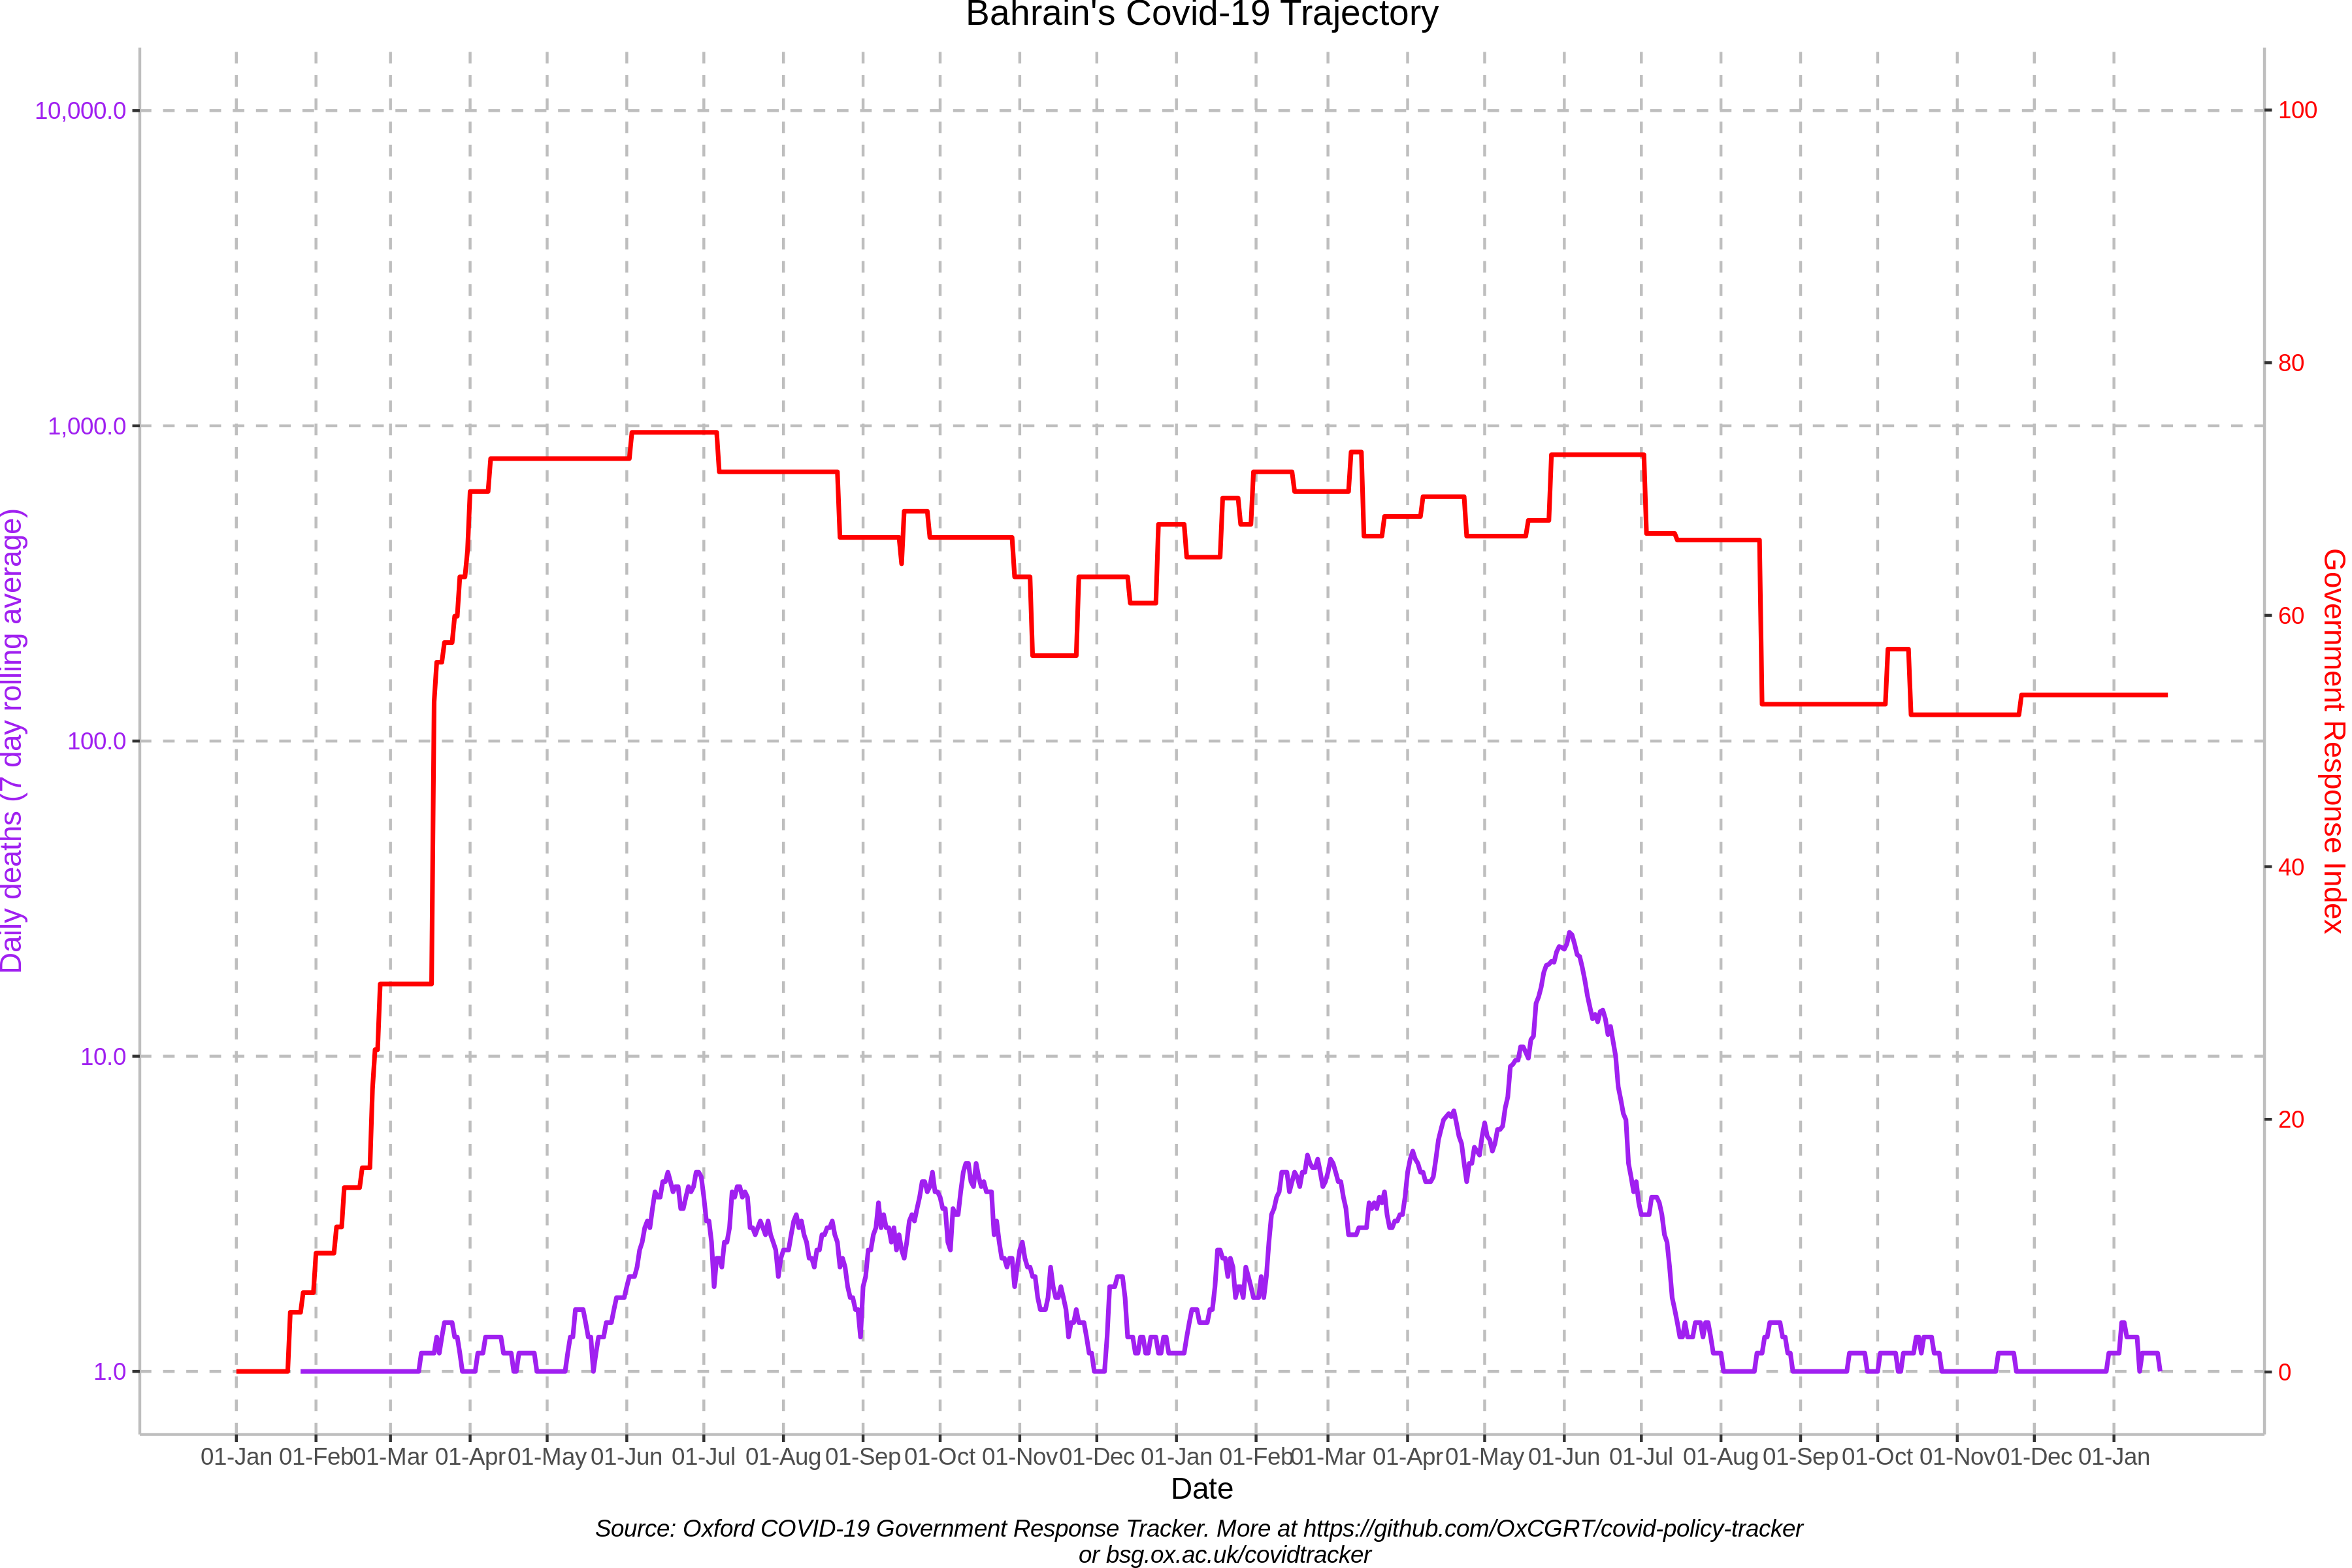 Bahrain's Covid-19 Trajectory
10,000.0
1,000.0
100.0
10.0
1.0
Daily deaths (7 day rolling average)
100
80
60
40
20
0
Government Response Index
01-Jan 01-Feb 01-Mar 01-Apr 01-May 01-Jun 01-Jul 01-Aug 01-Sep 01-Oct 01-Nov 01-Dec 01-Jan 01-Feb 01-Mar 01-Apr 01-May 01-Jun 01-Jul 01-Aug 01-Sep 01-Oct 01-Nov 01-Dec 01-Jan
Date
Source: Oxford COVID-19 Government Response Tracker. More at https://github.com/OxCGRT/covid-policy-tracker
or bsg.ox.ac.uk/covidtracker